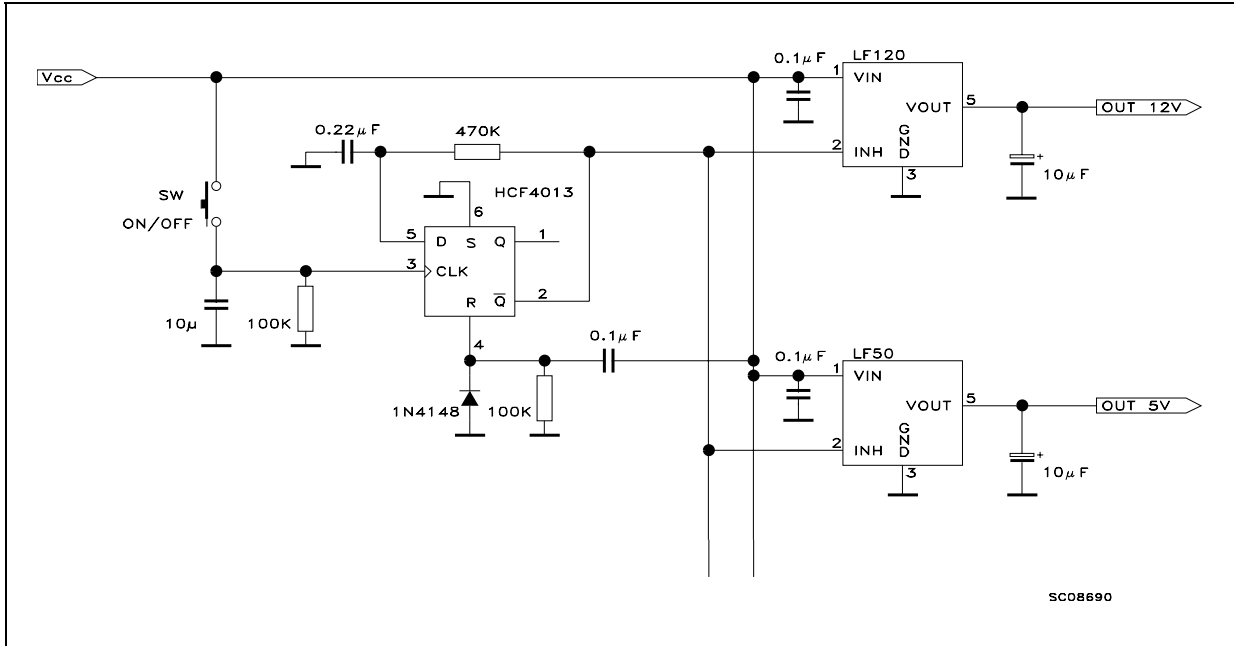 Vcc
0.1μF
LF120
1
VIN
VOUT
5
OUT 12V
0.22μF
470K
2
INH
GND
3
+
10μF
SW
ON/OFF
HCF4013
6
5
D
S
Q
1
3
CLK
R
Q
2
10μ
100K
4
0.1μF
1N4148
100K
0.1μF
LF50
1
VIN
VOUT
5
OUT 5V
2
INH
GND
3
+
10μF
SC08690